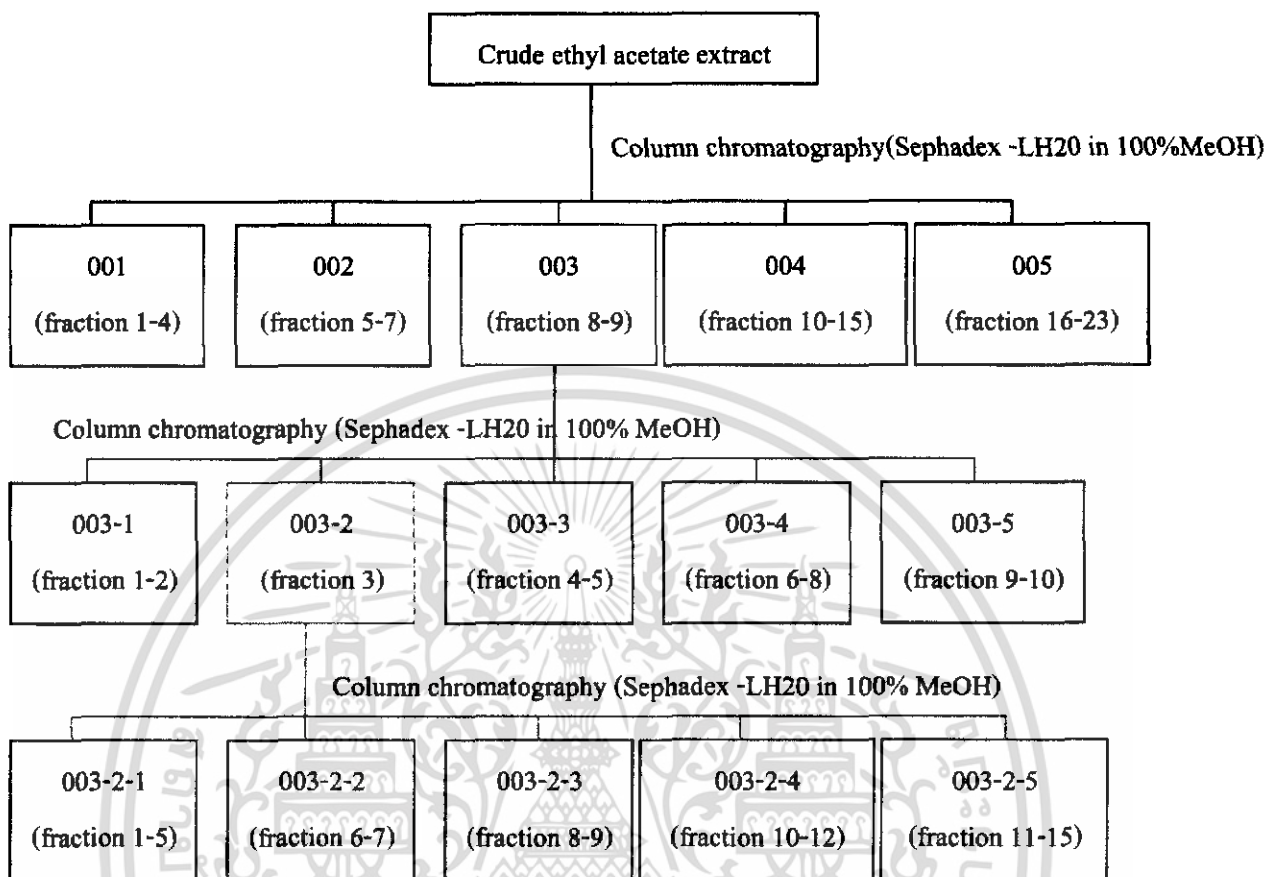 Crude ethyl acetate extract
Column chromatography(Sephadex -LH20 in 100%MeOH)
001
(fraction 1-4)
002
(fraction 5-7)
003
(fraction 8-9)
004
(fraction 10-15)
005
(fraction 16-23)
Column chromatography (Sephadex -LH20 in 100% MeOH)
003-1
(fraction 1-2)
003-2
(fraction 3)
003-3
(fraction 4-5)
003-4
(fraction 6-8)
003-5
(fraction 9-10)
Column chromatography (Sephadex -LH20 in 100% MeOH)
003-2-1
(fraction 1-5)
003-2-2
(fraction 6-7)
003-2-3
(fraction 8-9)
003-2-4
(fraction 10-12)
003-2-5
(fraction 11-15)